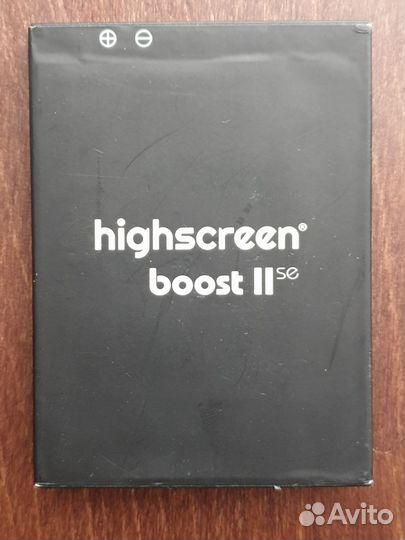 ⊕ ⊖
highscreen®
boost II se
Avito